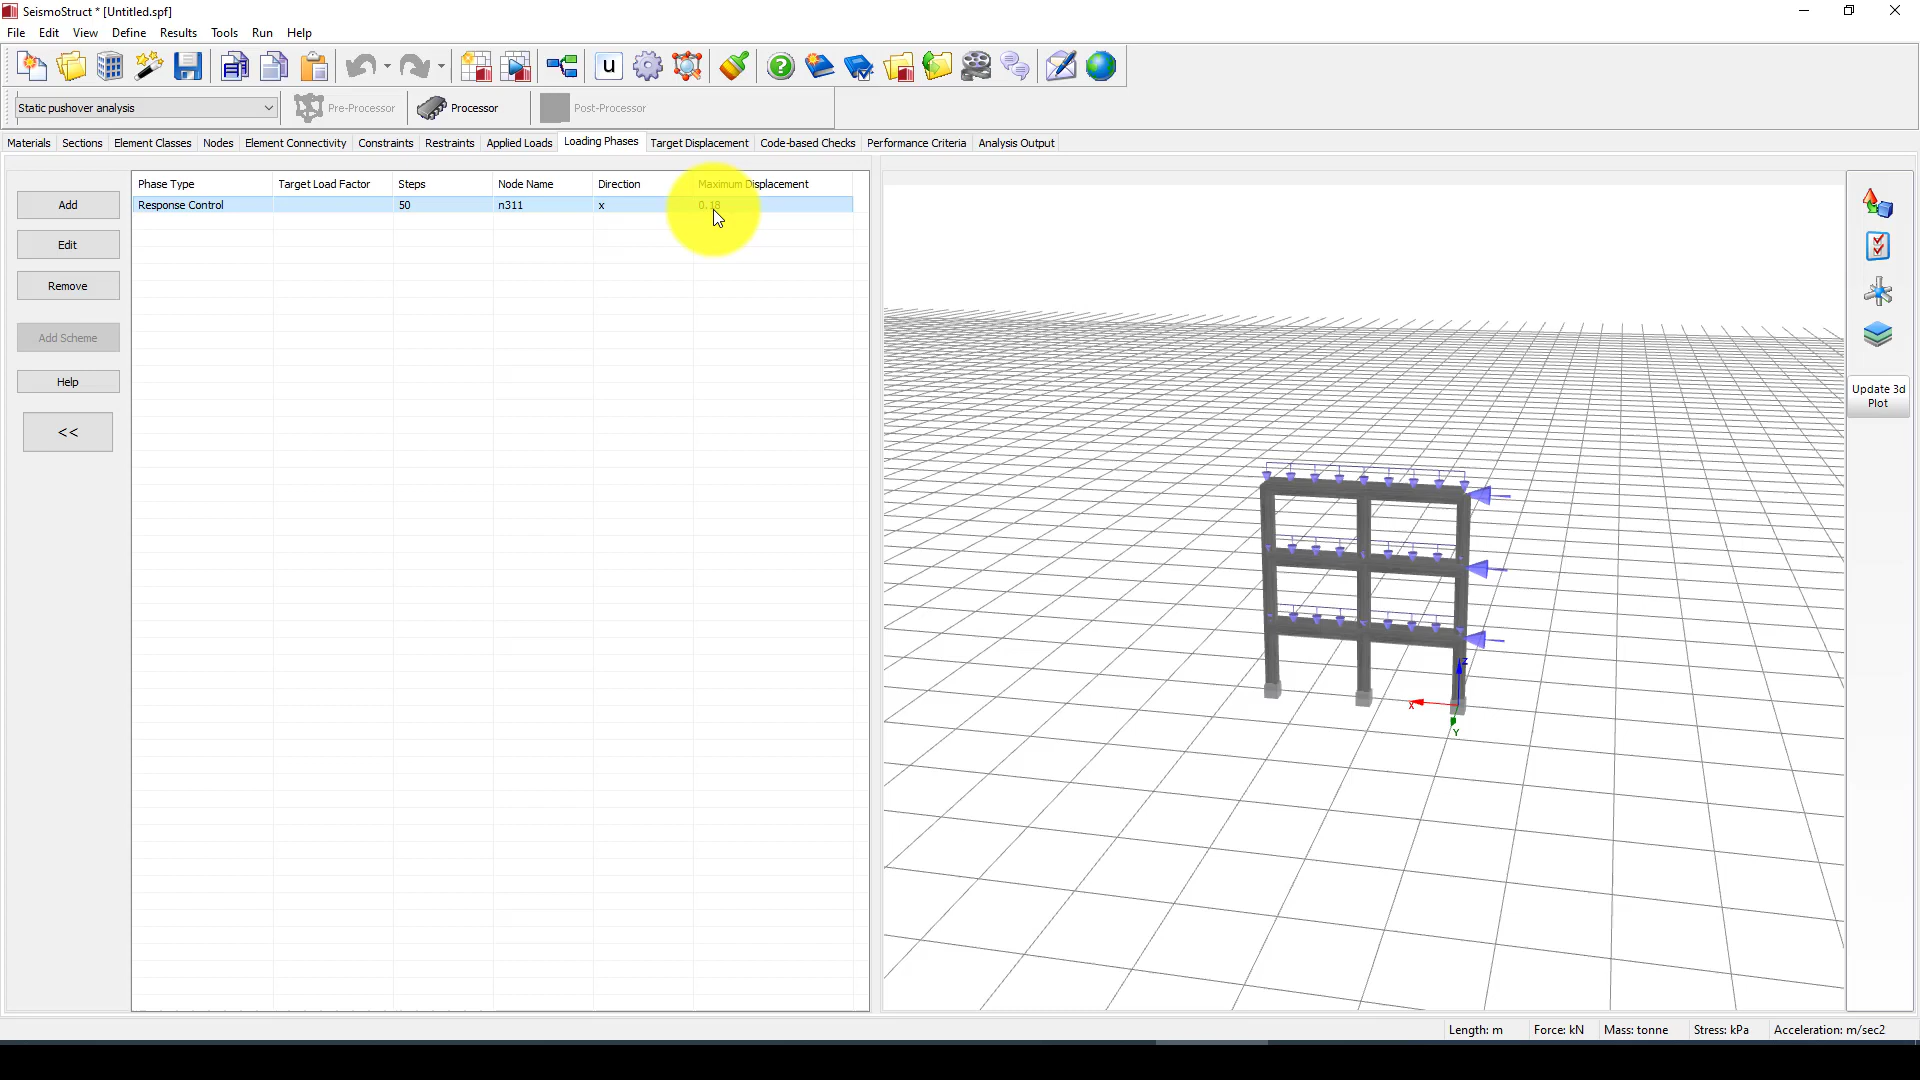 SeismoStruct * [Untitled.spf]
File Edit View Define Results Tools Run Help
u
Static pushover analysis Pre-Processor Processor Post-Processor
Materials Sections Element Classes Nodes Element Connectivity Constraints Restraints Applied Loads Loading Phases Target Displacement Code-based Checks Performance Criteria Analysis Output
Phase Type Target Load Factor Steps Node Name Direction Maximum Displacement
Response Control 50 n311 x 0.18
Add
Edit
Remove
Add Scheme
Help
<<
Update 3d
Plot
Z
X
Y
Length: m Force: kN Mass: tonne Stress: kPa Acceleration: m/sec2